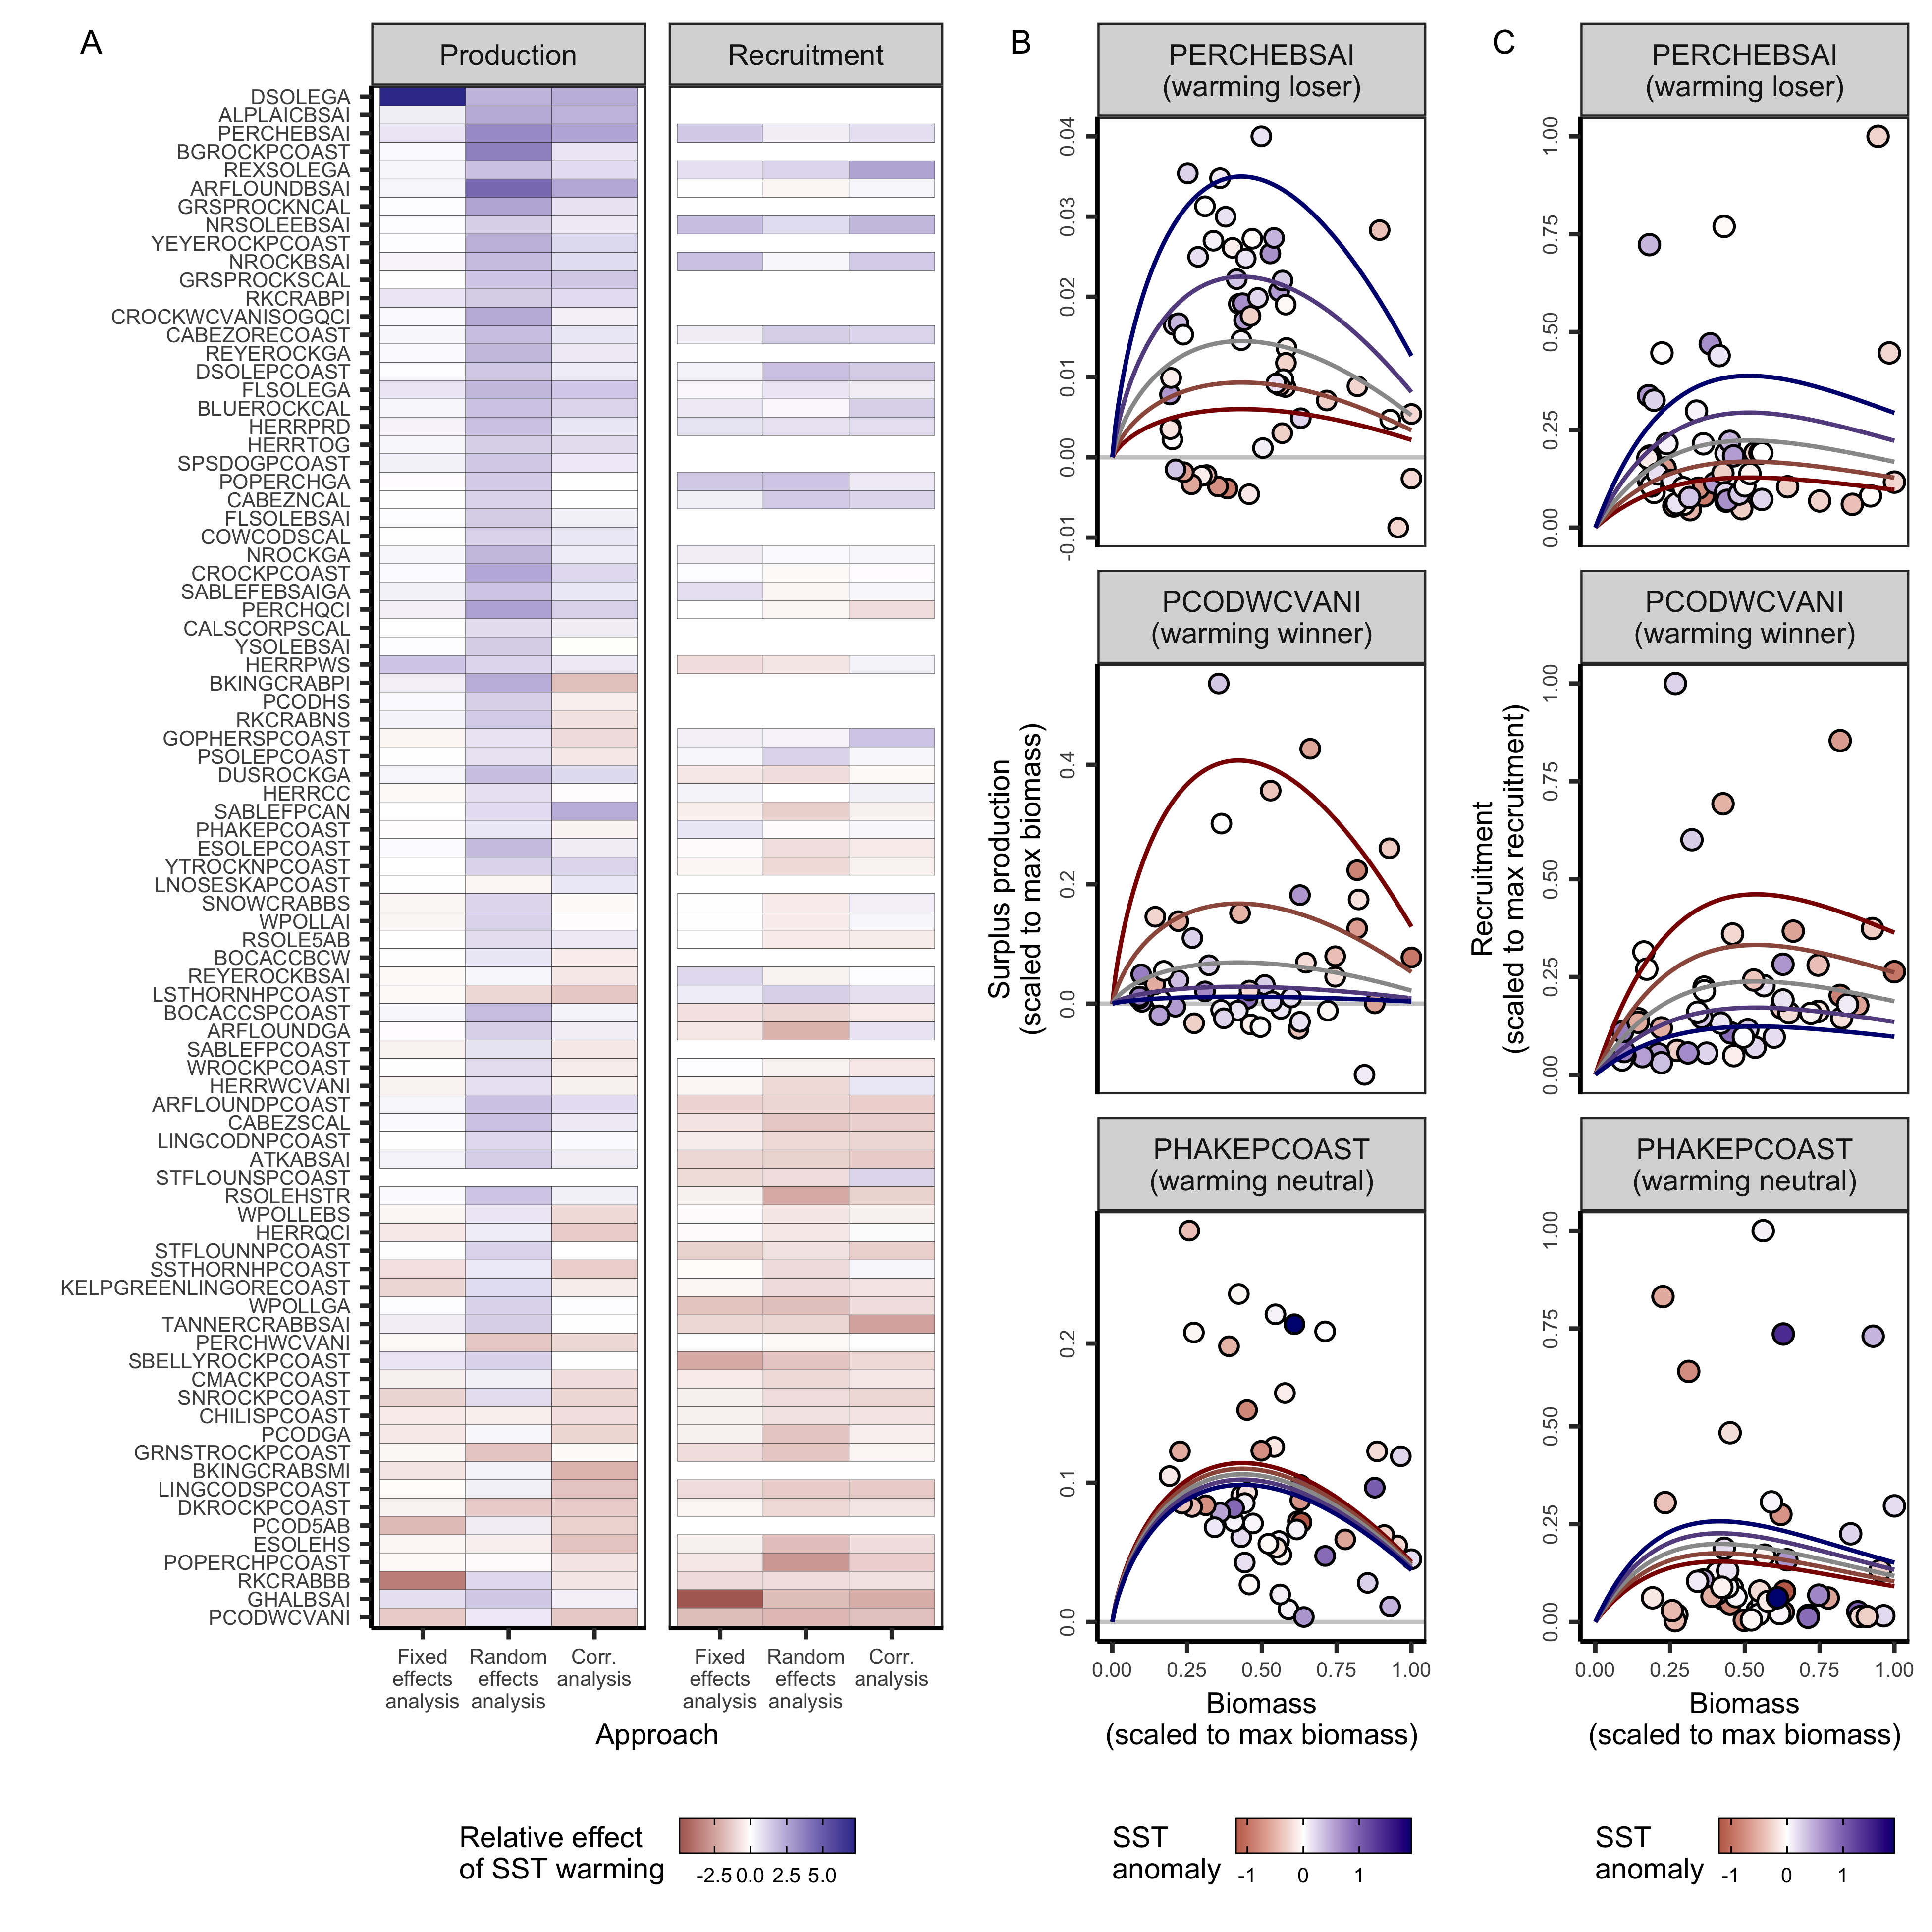 A
Production
Recruitment
DSOLEGA
ALPLAICBSAI
PERCHEBSAI
BGROCKPCOAST
REXSOLEGA
ARFLOUNDBSAI
GRSPROCKNCAL
NRSOLEEBSAI
YEYEROCKPCOAST
NROCKBSAI
GRSPROCKSCAL
RKCRABPI
CROCKWCVANISOGQCI
CABEZORECOAST
REYEROCKGA
DSOLEPCOAST
FLSOLEGA
BLUEROCKCAL
HERRPRD
HERRTOG
SPSDOGPCOAST
POPERCHGA
CABEZNCAL
FLSOLEBSAI
COWCODSCAL
NROCKGA
CROCKPCOAST
SABLEFEBSAIGA
PERCHQCI
CALSCORPSCAL
YSOLEBSAI
HERRPWS
BKINGCRABPI
PCODHS
RKCRABNS
GOPHERSPCOAST
PSOLEPCOAST
DUSROCKGA
HERRCC
SABLEFPCAN
PHAKEPCOAST
ESOLEPCOAST
YTROCKNPCOAST
LNOSESKAPCOAST
SNOWCRABBS
WPOLLAI
RSOLE5AB
BOCACCBCW
REYEROCKBSAI
LSTHORNHPCOAST
BOCACCSPCOAST
ARFLOUNDGA
SABLEFPCOAST
WROCKPCOAST
HERRWCVANI
ARFLOUNDPCOAST
CABEZSCAL
LINGCODNPCOAST
ATKABSAI
STFLOUNSPCOAST
RSOLEHSTR
WPOLLEBS
HERRQCI
STFLOUNNPCOAST
SSTHORNHPCOAST
KELPGREENLINGORECOAST
WPOLLGA
TANNERCRABBSAI
PERCHWCVANI
SBELLYROCKPCOAST
CMACKPCOAST
SNROCKPCOAST
CHILISPCOAST
PCODGA
GRNSTROCKPCOAST
BKINGCRABSMI
LINGCODSPCOAST
DKROCKPCOAST
PCOD5AB
ESOLEHS
POPERCHPCOAST
RKCRABBB
GHALBSAI
PCODWCVANI
Fixed effects analysis
Random effects analysis
Corr. analysis
Fixed effects analysis
Random effects analysis
Corr. analysis
Approach
Relative effect
of SST warming
-2.5 0.0 2.5 5.0
B
PERCHEBSAI
(warming loser)
0.04
0.03
0.02
0.01
0.00
-0.01
PCODWCVANI
(warming winner)
0.4
0.2
0.0
PHAKEPCOAST
(warming neutral)
0.2
0.1
0.0
Surplus production
(scaled to max biomass)
0.00 0.25 0.50 0.75 1.00
Biomass
(scaled to max biomass)
SST
anomaly
-1 0 1
C
PERCHEBSAI
(warming loser)
1.00
0.75
0.50
0.25
0.00
PCODWCVANI
(warming winner)
1.00
0.75
0.50
0.25
0.00
PHAKEPCOAST
(warming neutral)
1.00
0.75
0.50
0.25
0.00
Recruitment
(scaled to max recruitment)
0.00 0.25 0.50 0.75 1.00
Biomass
(scaled to max biomass)
SST
anomaly
-1 0 1